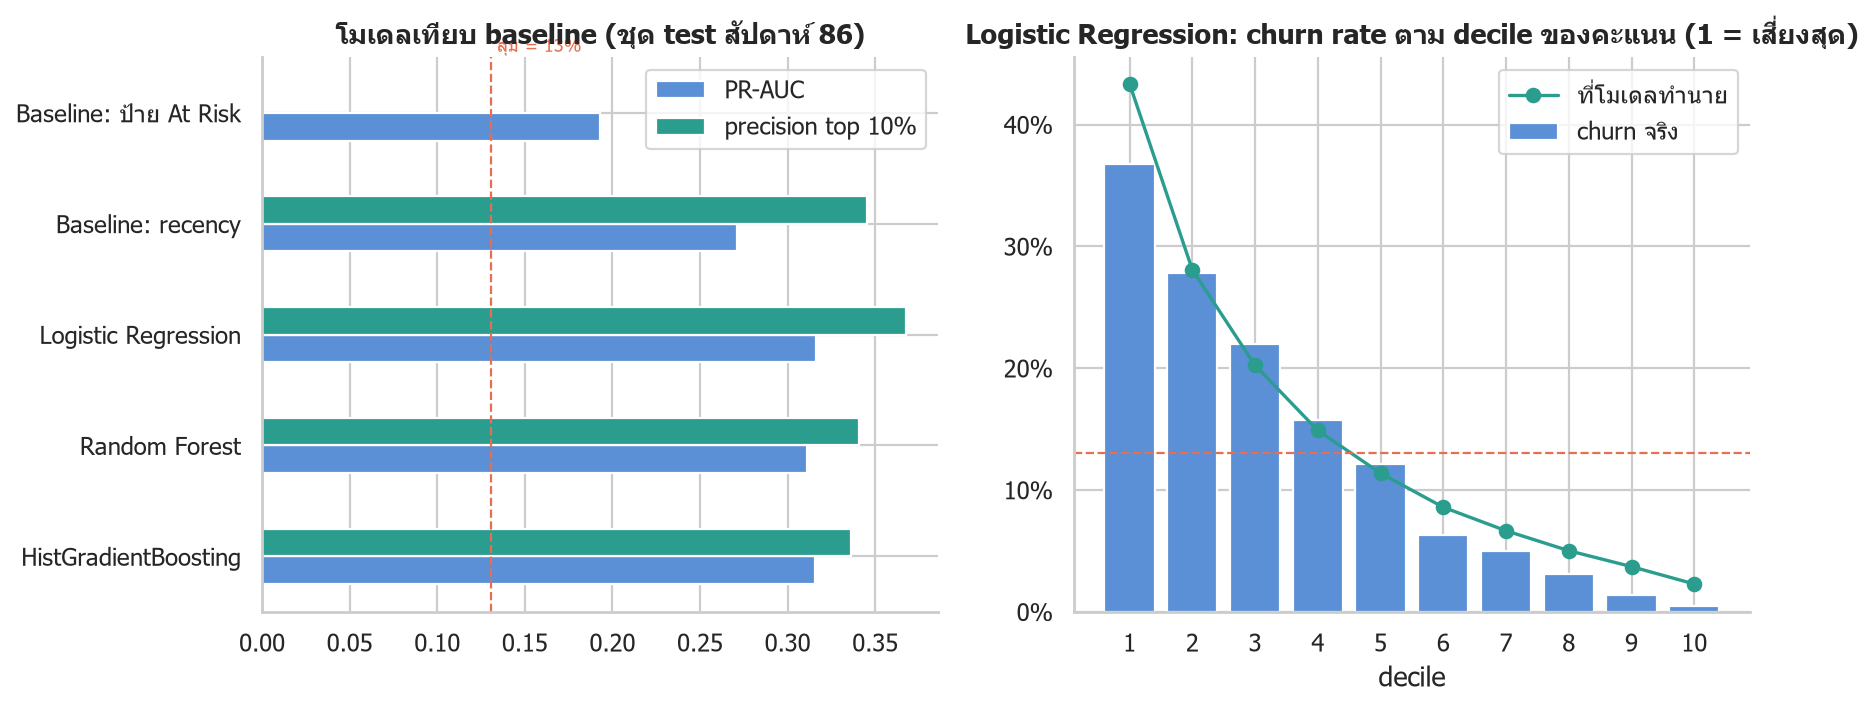 โมเดลเทียบ baseline (ชุด test สัปดาห์ 86)
สุ่ม = 13%
PR-AUC
precision top 10%
Baseline: ป้าย At Risk
Baseline: recency
Logistic Regression
Random Forest
HistGradientBoosting
0.00 0.05 0.10 0.15 0.20 0.25 0.30 0.35
Logistic Regression: churn rate ตาม decile ของคะแนน (1 = เสี่ยงสุด)
ที่โมเดลทำนาย
churn จริง
40%
30%
20%
10%
0%
1 2 3 4 5 6 7 8 9 10
decile